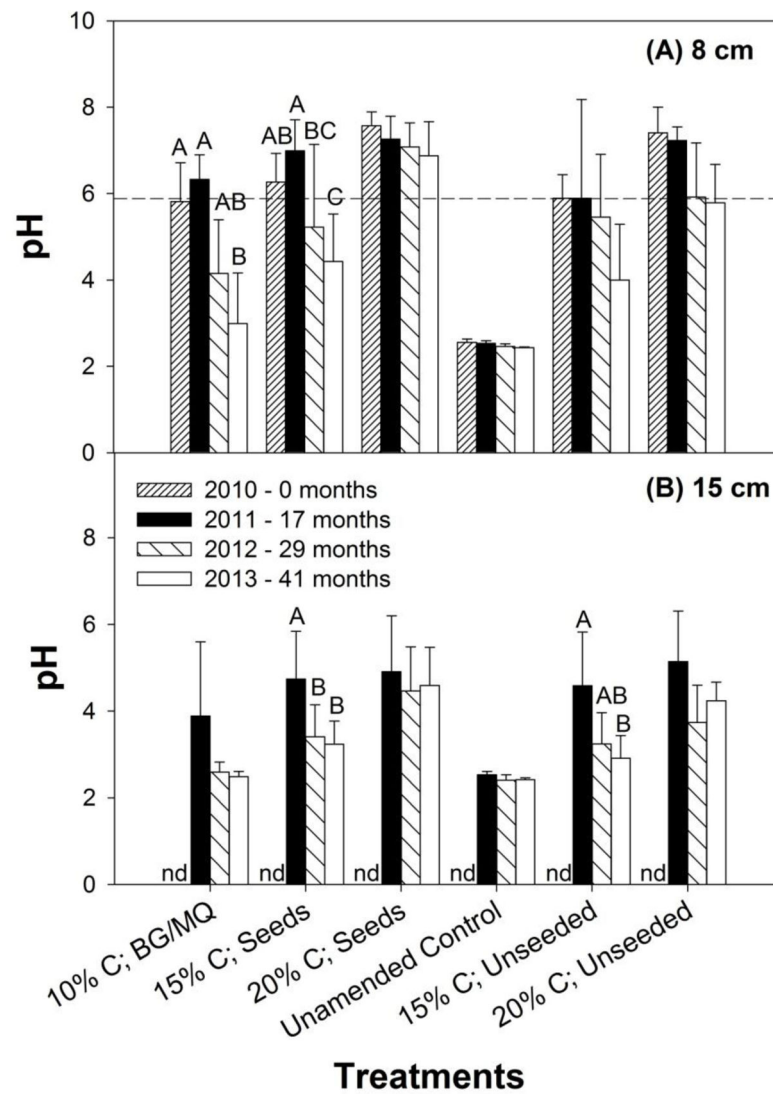 10
(A) 8 cm
8
A
A
AB
A
BC
C
AB
B
6
pH
4
2
0
(B) 15 cm
2010 - 0 months
2011 - 17 months
2012 - 29 months
2013 - 41 months
8
6
A
B
B
A
AB
B
pH
4
2
0
nd
nd
nd
nd
nd
nd
10% C; BG/MQ
15% C; Seeds
20% C; Seeds
Unamended Control
15% C; Unseeded
20% C; Unseeded
Treatments